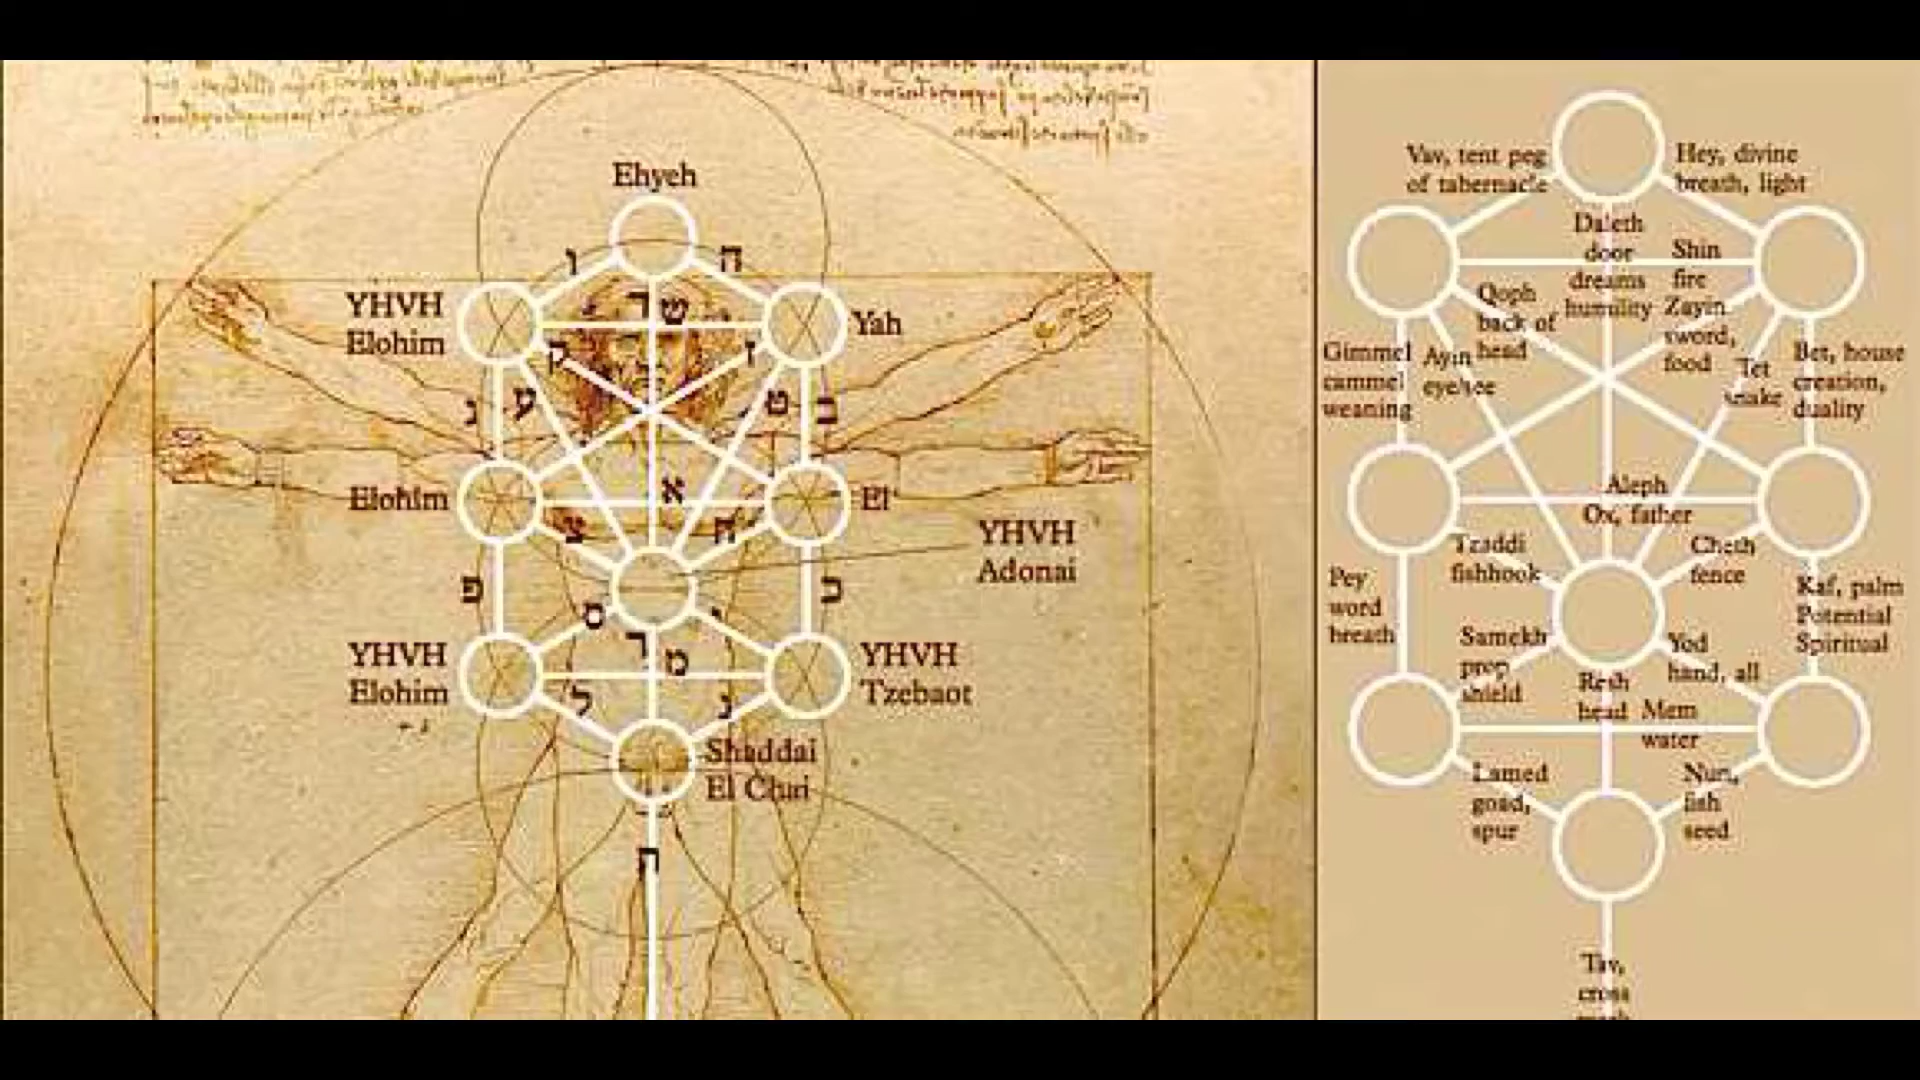 Ehyeh
ו
ה
YHVH
Elohim
ד
ש
Yah
ק
ז
ג
ע
ט
ב
Elohim
א
El
צ
ח
YHVH
Adonai
פ
כ
ס
י
YHVH
Elohim
ר
מ
YHVH
Tzebaot
ל
נ
Shaddai
El Chai
ת
Vav, tent peg
of tabernacle
Hey, divine
breath, light
Daleth
door
dreams
humility
Shin
fire
Zayin
sword,
food
Qoph
back of
head
Gimmel
cammel
weaning
Ayin
eye/see
Tet
snake
Bet, house
creation,
duality
Aleph
Ox, father
Tzaddi
fishhook
Cheth
fence
Pey
word
breath
Kaf, palm
Potential
Spiritual
Samekh
prop
shield
Yod
hand, all
Resh
head
Mem
water
Lamed
goad,
spur
Nun,
fish
seed
Tav,
cross